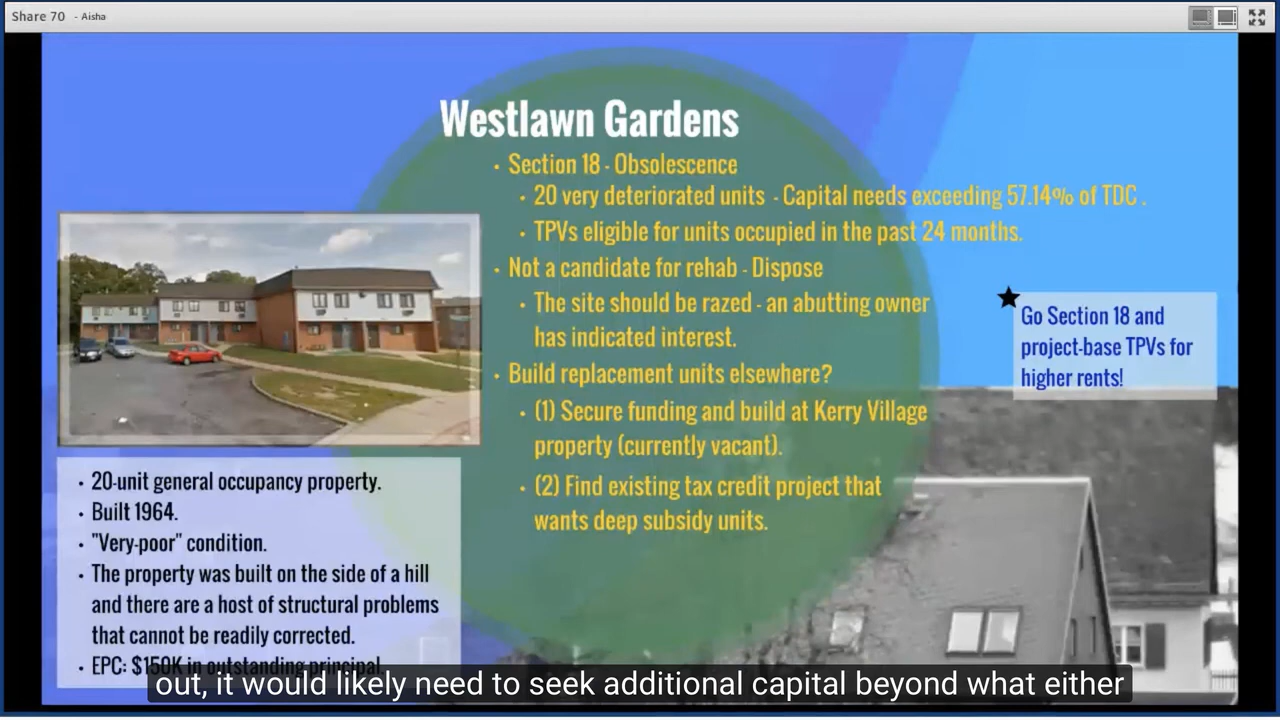 Share 70 - Aisha
Westlawn Gardens
• Section 18 - Obsolescence
• 20 very deteriorated units - Capital needs exceeding 57.14% of TDC .
• TPVs eligible for units occupied in the past 24 months.
• Not a candidate for rehab - Dispose
• The site should be razed - an abutting owner
has indicated interest.
• Build replacement units elsewhere?
• (1) Secure funding and build at Kerry Village
property (currently vacant).
• (2) Find existing tax credit project that
wants deep subsidy units.
Go Section 18 and
project-base TPVs for
higher rents!
• 20-unit general occupancy property.
• Built 1964.
• "Very-poor" condition.
• The property was built on the side of a hill
and there are a host of structural problems
that cannot be readily corrected.
• EPC: $150K in outstanding principal.
out, it would likely need to seek additional capital beyond what either